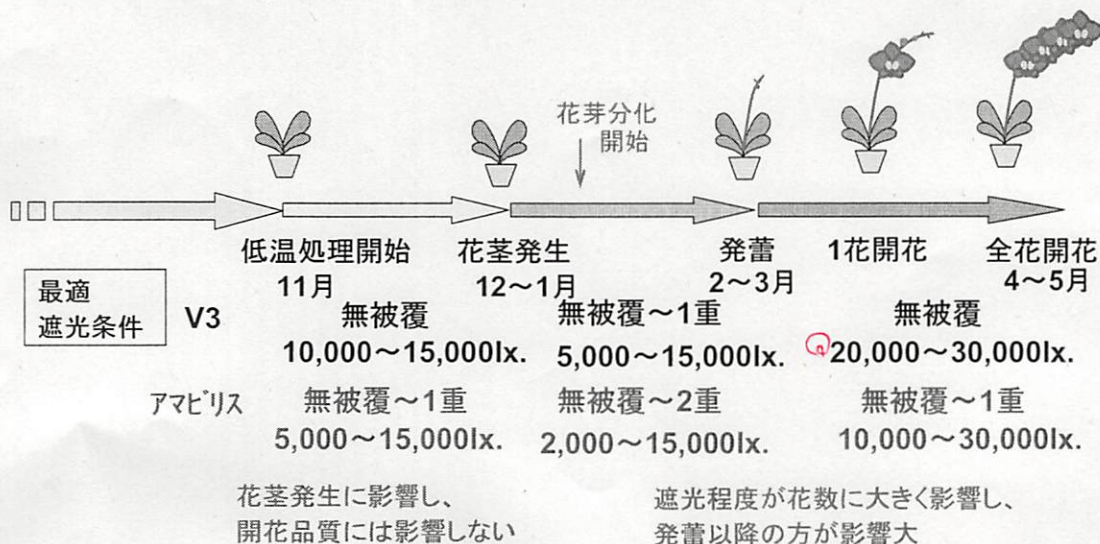 花芽分化
開始
低温処理開始 花茎発生 発蕾 1花開花 全花開花
11月 12～1月 2～3月 4～5月
最適
遮光条件
V3 無被覆 無被覆～1重 無被覆
10,000～15,000lx. 5,000～15,000lx. 20,000～30,000lx.
アマビリス 無被覆～1重 無被覆～2重 無被覆～1重
5,000～15,000lx. 2,000～15,000lx. 10,000～30,000lx.
花茎発生に影響し、 遮光程度が花数に大きく影響し、
開花品質には影響しない 発蕾以降の方が影響大